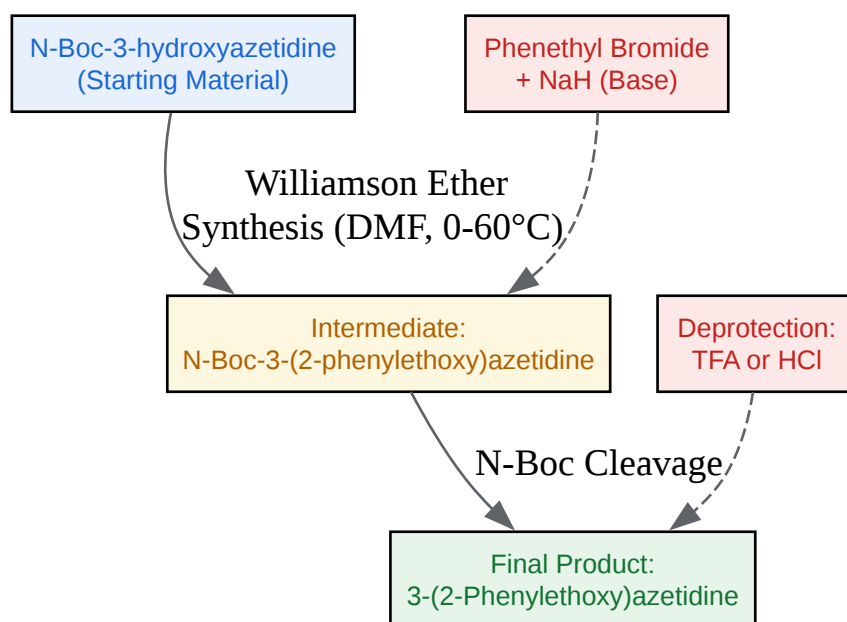 N-Boc-3-hydroxyazetidine
(Starting Material)
Phenethyl Bromide
+ NaH (Base)
Williamson Ether
Synthesis (DMF, 0-60°C)
Intermediate:
N-Boc-3-(2-phenylethoxy)azetidine
Deprotection:
TFA or HCl
N-Boc Cleavage
Final Product:
3-(2-Phenylethoxy)azetidine